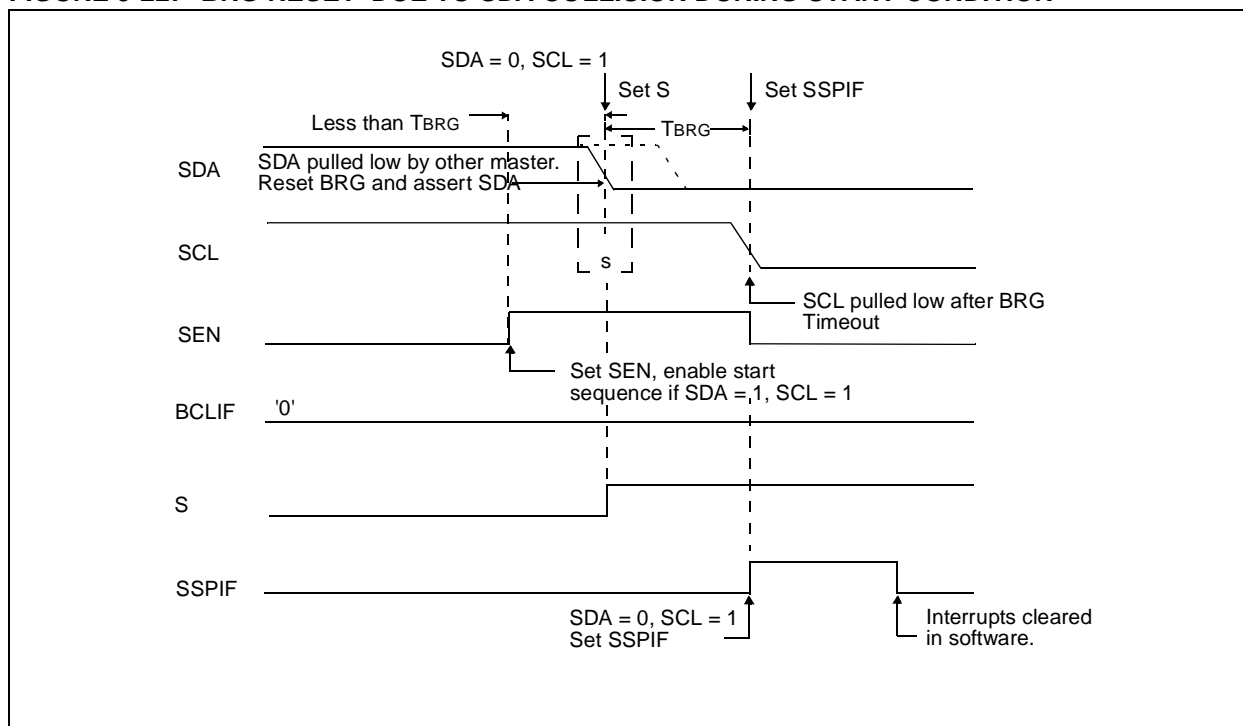 SDA = 0, SCL = 1
Set S
Set SSPIF
Less than TBRG
TBRG
SDA
SDA pulled low by other master.
Reset BRG and assert SDA
SCL
S
SCL pulled low after BRG
Timeout
SEN
Set SEN, enable start
sequence if SDA = 1, SCL = 1
BCLIF
'0'
S
SSPIF
SDA = 0, SCL = 1
Set SSPIF
Interrupts cleared
in software.